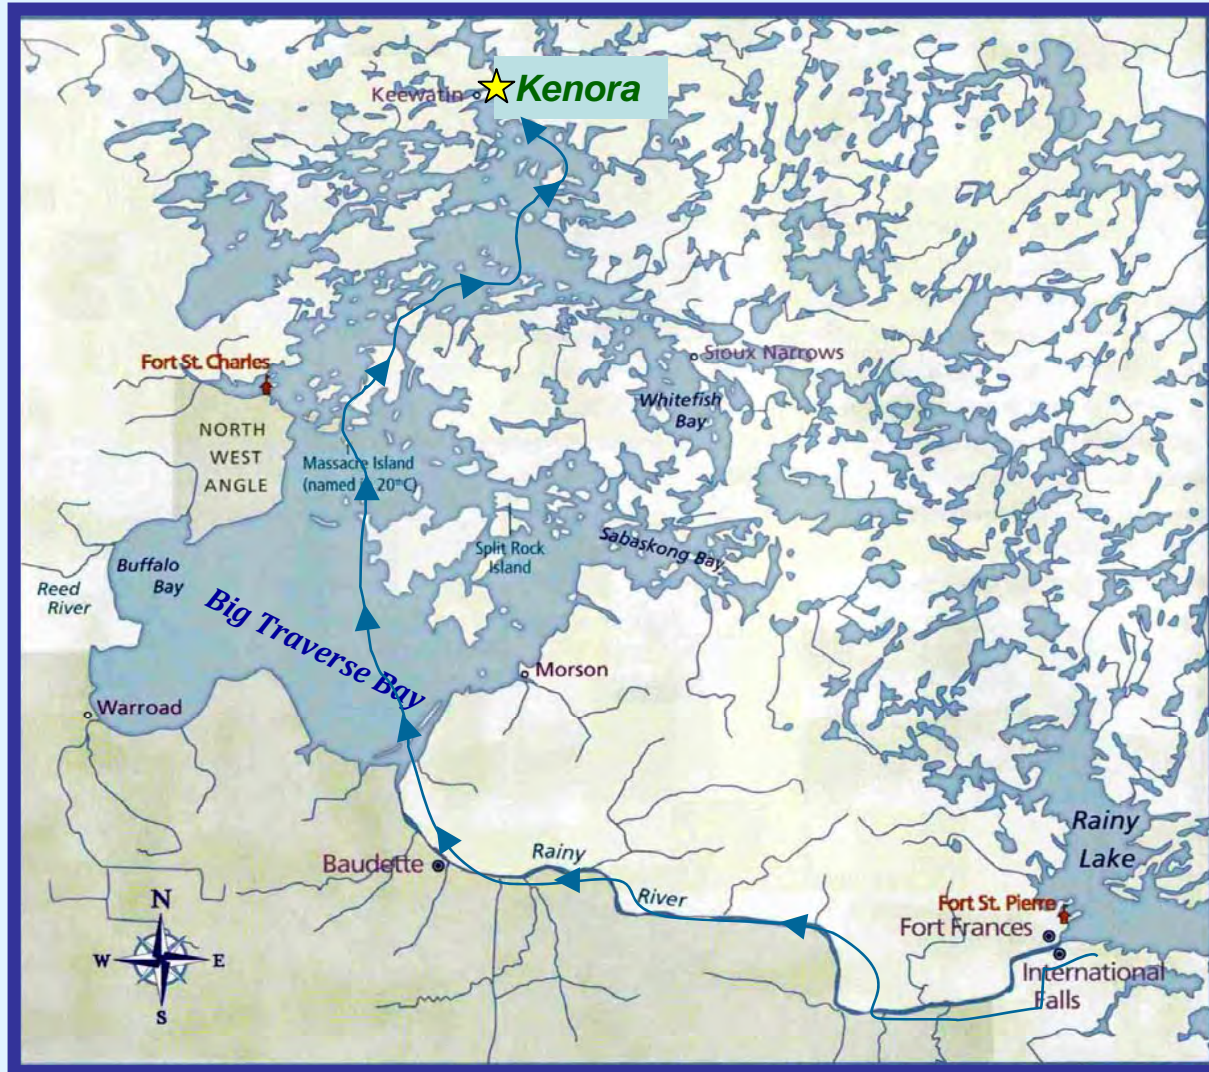 Keewatin
Kenora
Fort St. Charles
Sioux Narrows
Whitefish
Bay
NORTH
WEST
ANGLE
Massacre Island
(named in 20ᵗʰC)
Split Rock
Island
Sabaskong Bay
Buffalo
Bay
Reed
River
Big Traverse Bay
Morson
Warroad
Rainy
Lake
Baudette
Rainy
River
Fort St. Pierre
Fort Frances
International
Falls
N
W
E
S